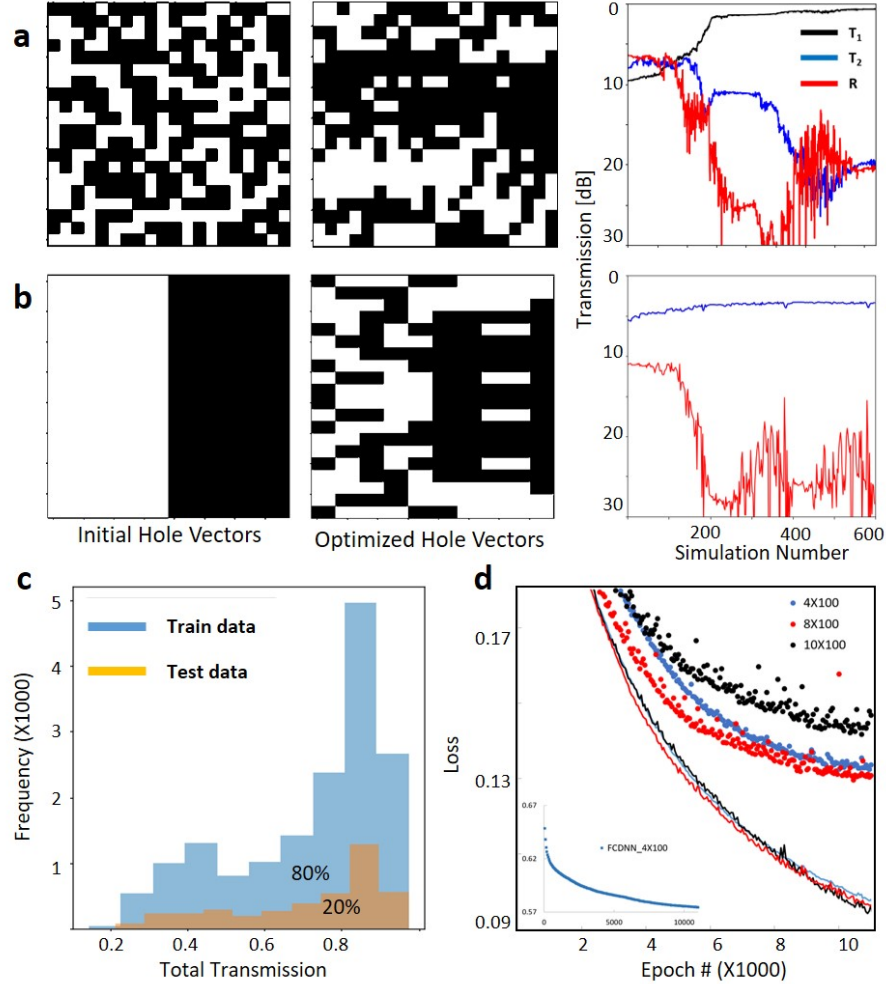 a
0
10
20
30
T1
T2
R
b
0
10
20
30
200
400
600
Transmission [dB]
Initial Hole Vectors
Optimized Hole Vectors
Simulation Number
c
5
4
3
2
1
Frequency (X1000)
Train data
Test data
80%
20%
0.2
0.4
0.6
0.8
Total Transmission
d
0.17
0.13
0.09
Loss
4X100
8X100
10X100
0.67
0.62
0.57
FCDNN_4X100
0
5000
10000
2
4
6
8
10
Epoch # (X1000)